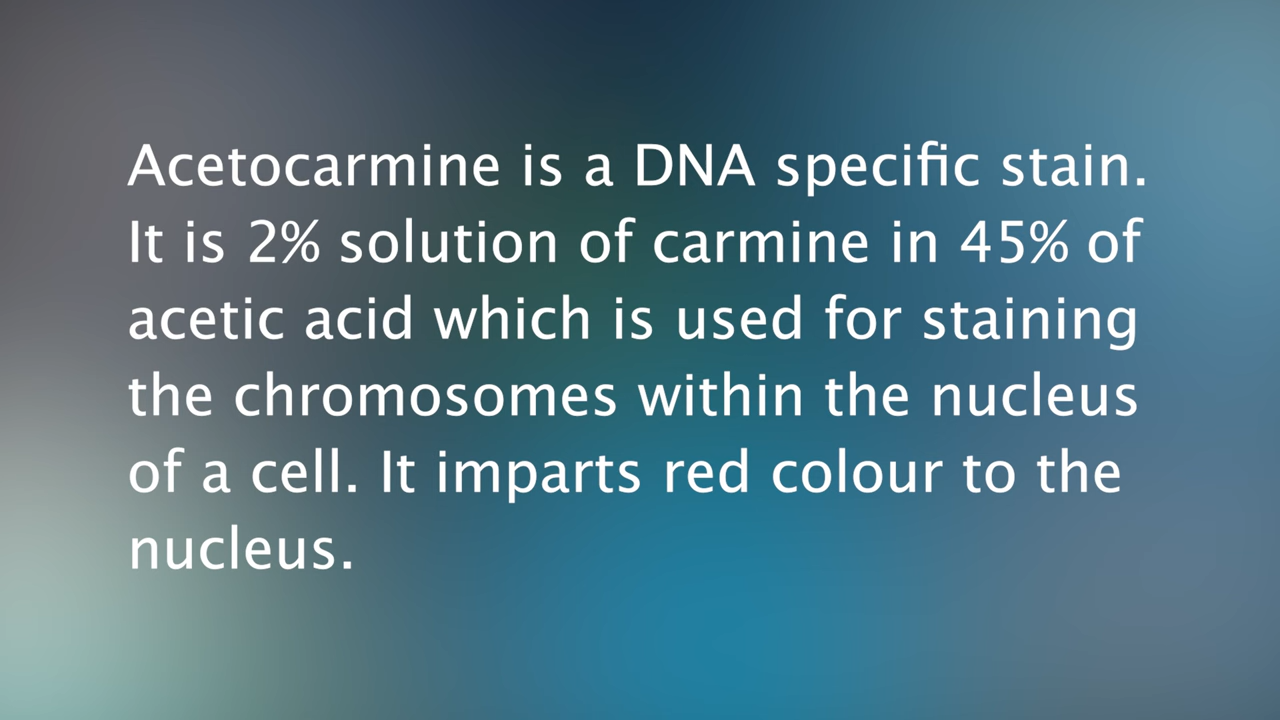 Acetocarmine is a DNA specific stain.
It is 2% solution of carmine in 45% of
acetic acid which is used for staining
the chromosomes within the nucleus
of a cell. It imparts red colour to the
nucleus.